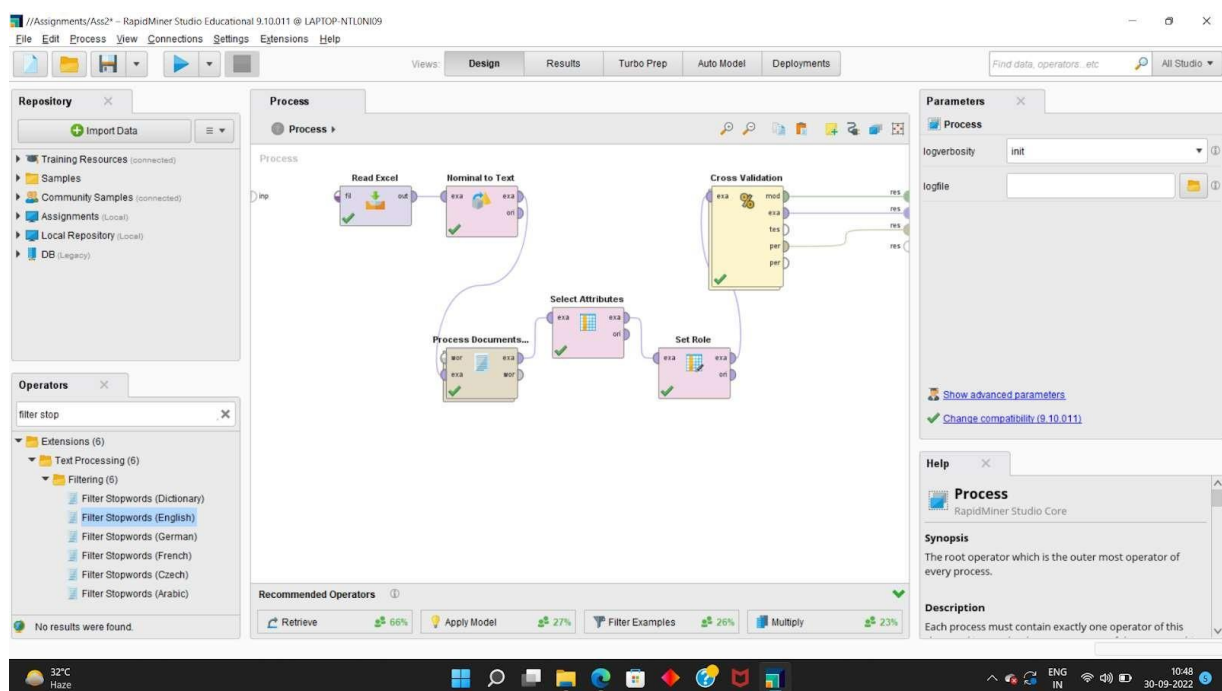 //Assignments/Ass2* – RapidMiner Studio Educational 9.10.011 @ LAPTOP-NTL0NI09
File Edit Process View Connections Settings Extensions Help
Views: Design Results Turbo Prep Auto Model Deployments
Find data, operators...etc All Studio
Repository
Import Data
Training Resources (connected)
Samples
Community Samples (connected)
Assignments (Local)
Local Repository (Local)
DB (Legacy)
Operators
filter stop
Extensions (6)
Text Processing (6)
Filtering (6)
Filter Stopwords (Dictionary)
Filter Stopwords (English)
Filter Stopwords (German)
Filter Stopwords (French)
Filter Stopwords (Czech)
Filter Stopwords (Arabic)
No results were found.
Process
Process
Process
inp
Read Excel
fil out
Nominal to Text
exa exa
ori
Cross Validation
exa mod
exa
tes
per
per
res
res
res
res
Select Attributes
exa exa
ori
Process Documents...
wor exa
exa wor
Set Role
exa exa
ori
Recommended Operators
Retrieve 66%
Apply Model 27%
Filter Examples 26%
Multiply 23%
Parameters
Process
logverbosity init
logfile
Show advanced parameters
Change compatibility (9.10.011)
Help
Process
RapidMiner Studio Core
Synopsis
The root operator which is the outer most operator of
every process.
Description
Each process must contain exactly one operator of this
32°C
Haze
ENG
IN
10:48
30-09-2022
5